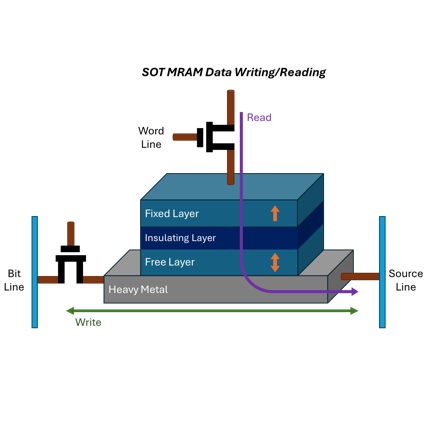 SOT MRAM Data Writing/Reading
Read
Word
Line
Fixed Layer
Insulating Layer
Free Layer
Bit
Line
Heavy Metal
Source
Line
Write